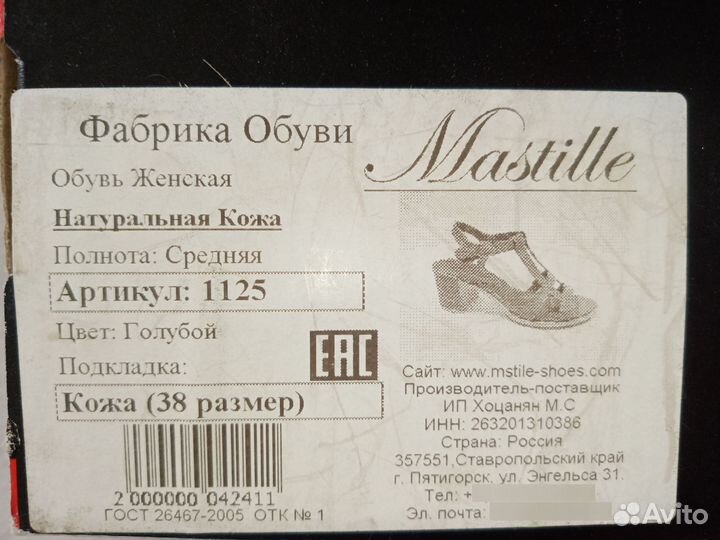 Фабрика Обуви
Mastille
Обувь Женская
Натуральная Кожа
Полнота: Средняя
Артикул: 1125
Цвет: Голубой
Подкладка:
EAC
Кожа (38 размер)
2 000000 042411
ГОСТ 26467-2005 ОТК № 1
Сайт: www.mstile-shoes.com
Производитель-поставщик
ИП Хоцанян М.С
ИНН: 263201310386
Страна: Россия
357551,Ставропольский край
г. Пятигорск. ул. Энгельса 31.
Тел: +
Эл. почта:
Avito